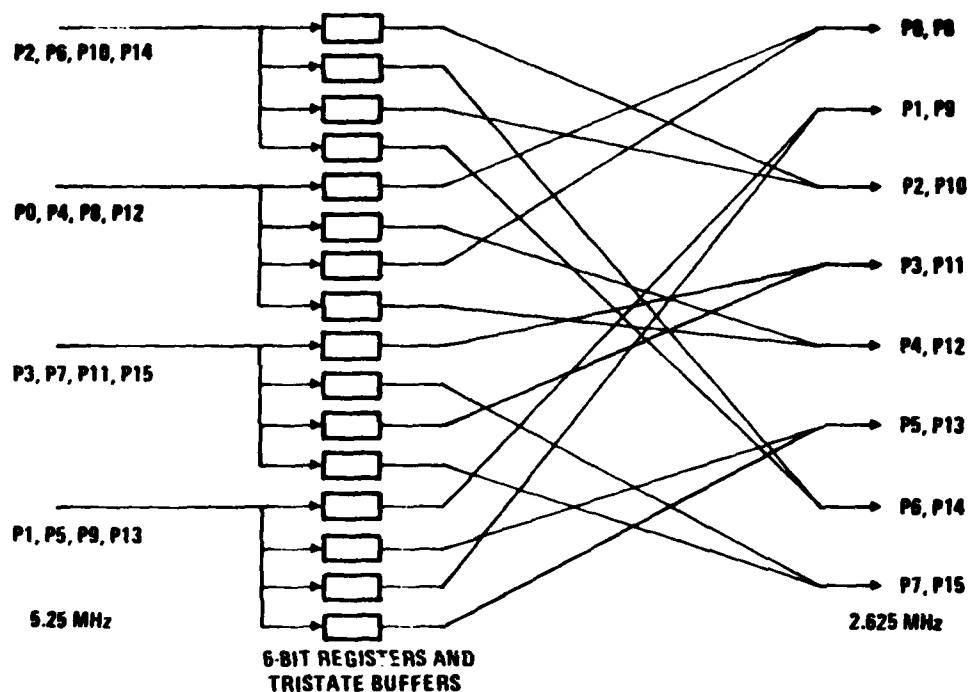 P2, P6, P10, P14
P0, P4, P8, P12
P3, P7, P11, P15
P1, P5, P9, P13
5.25 MHz
6-BIT REGISTERS AND
TRISTATE BUFFERS
P0, P8
P1, P9
P2, P10
P3, P11
P4, P12
P5, P13
P6, P14
P7, P15
2.625 MHz